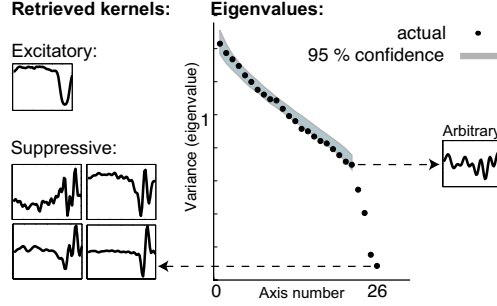 Retrieved kernels:
Eigenvalues:
Excitatory:
Suppressive:
actual
95 % confidence
Variance (eigenvalue)
1
Arbitrary
0
Axis number
26